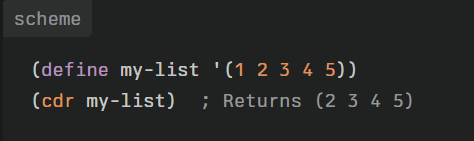 scheme
(define my-list '(1 2 3 4 5))
(cdr my-list)  ; Returns (2 3 4 5)